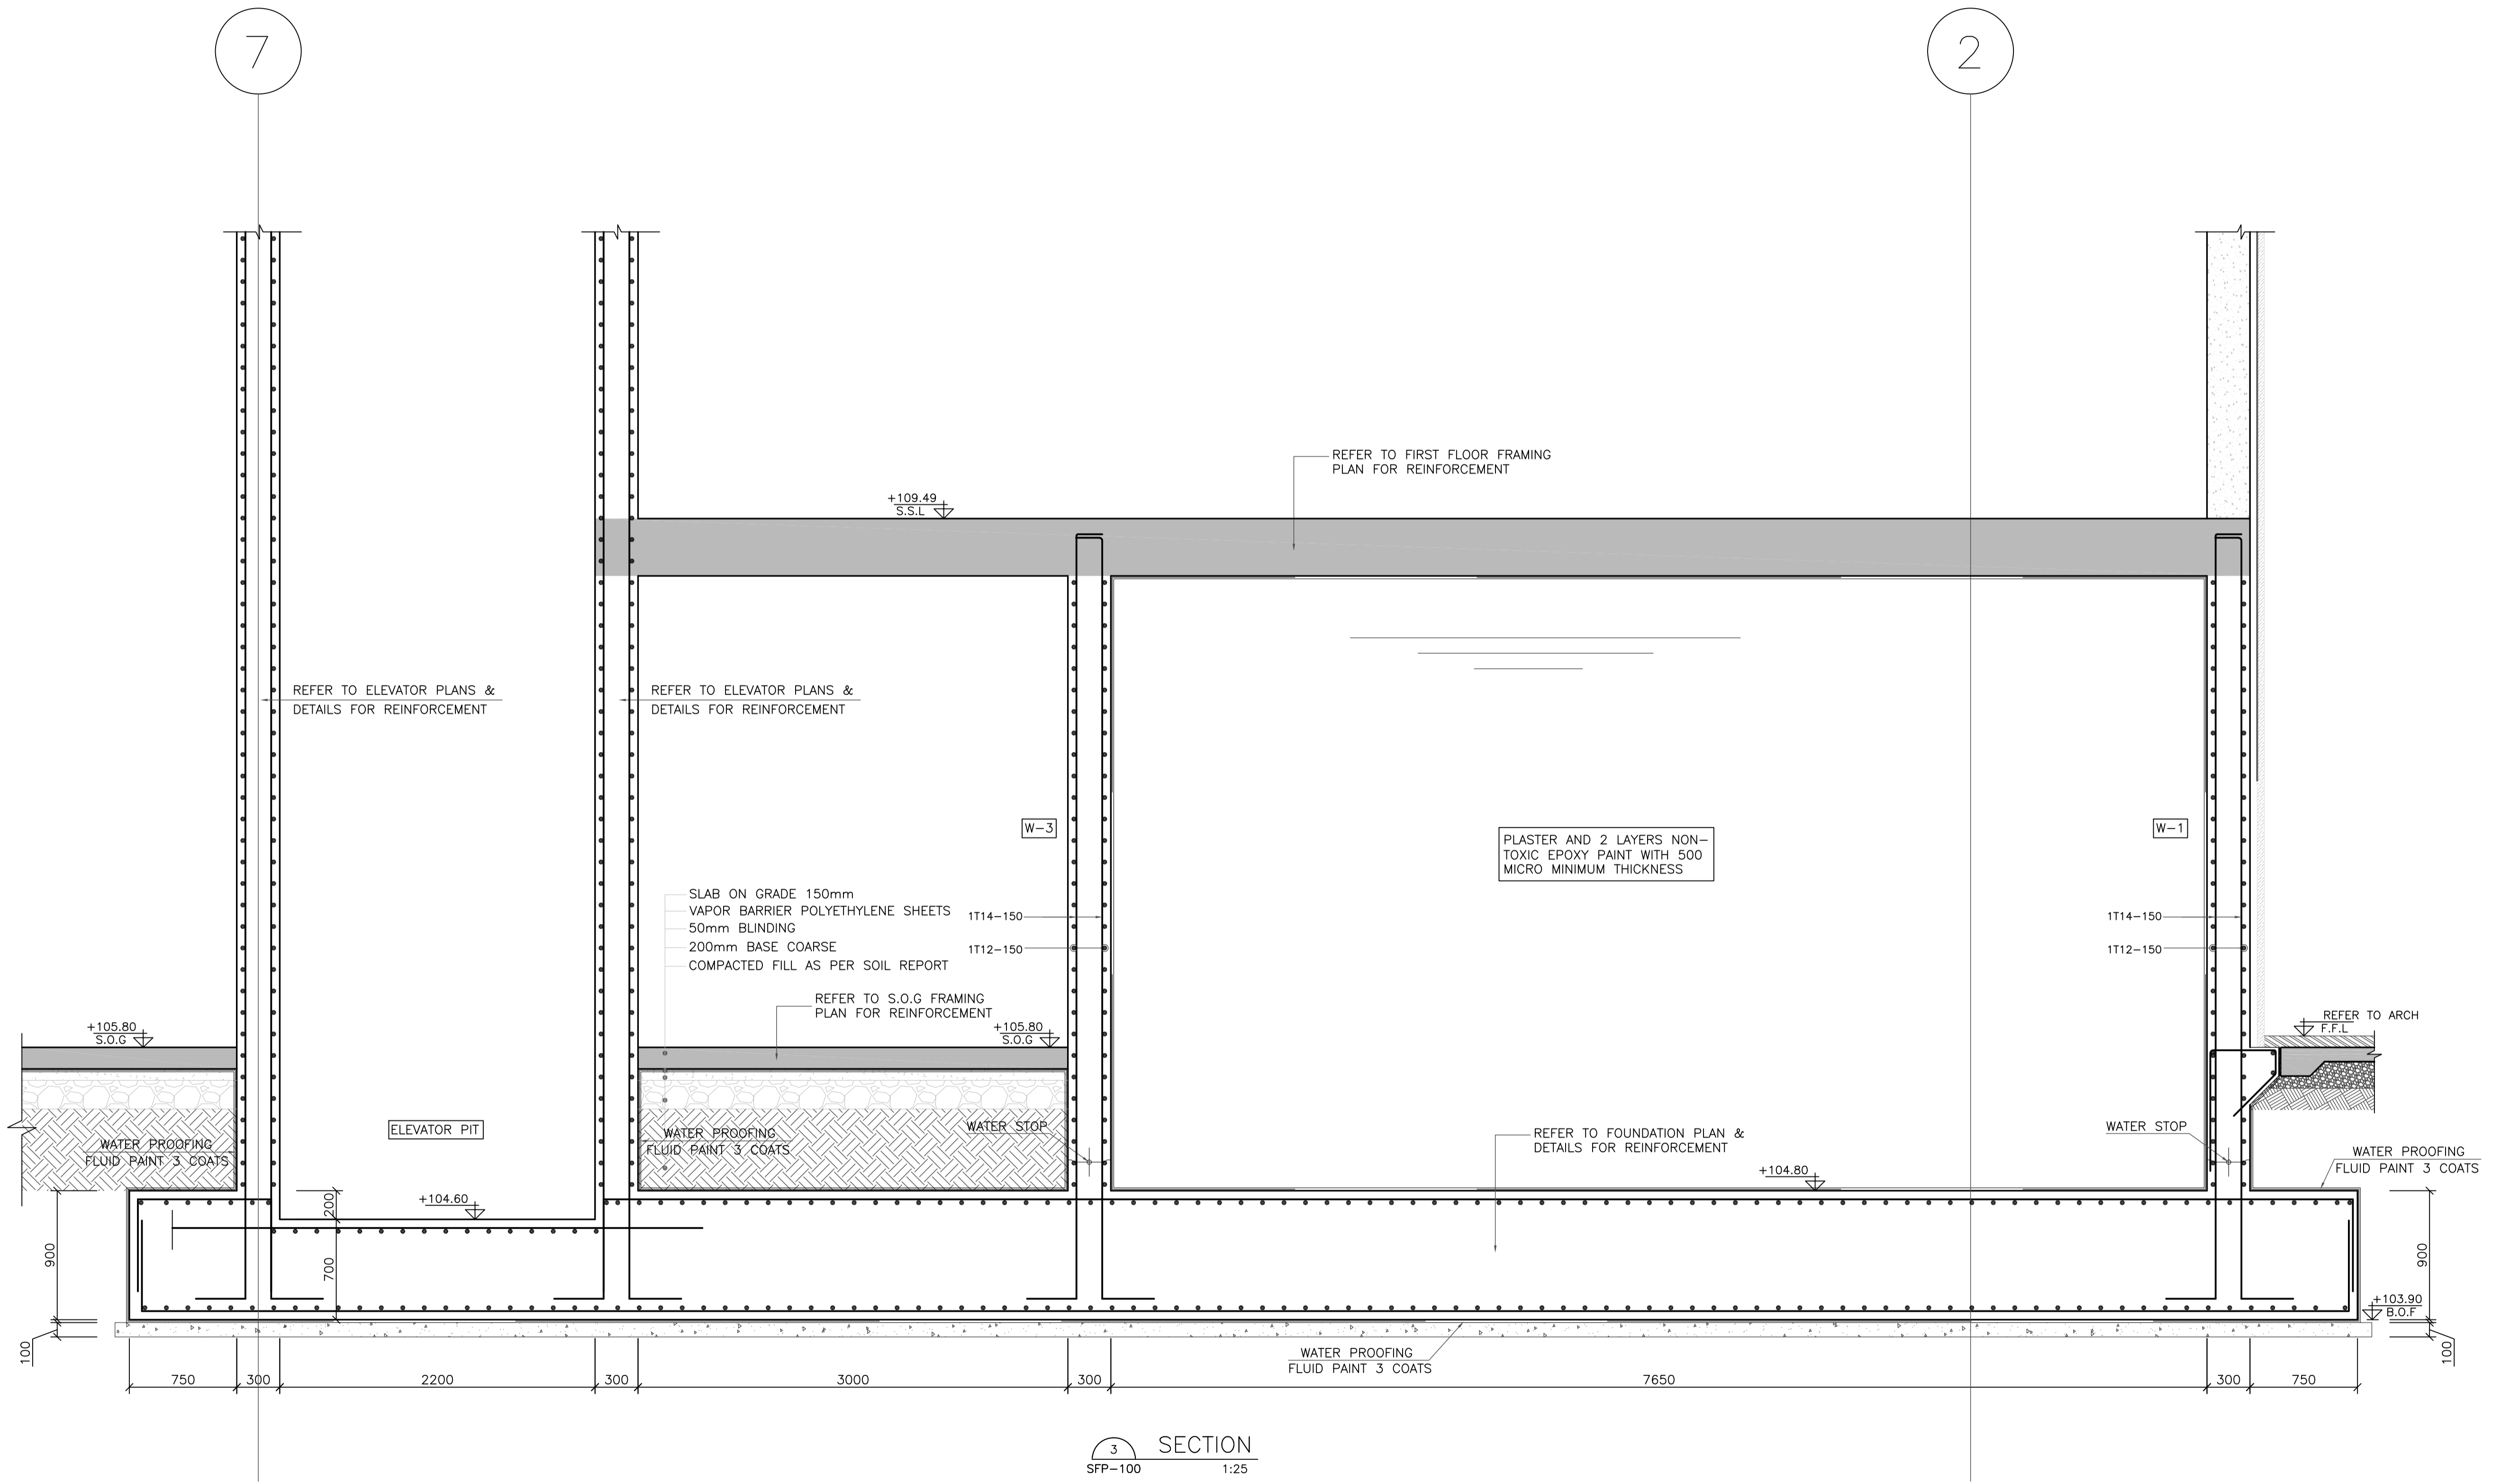 7
2
REFER TO FIRST FLOOR FRAMING
PLAN FOR REINFORCEMENT
+109.49
S.S.L
REFER TO ELEVATOR PLANS &
DETAILS FOR REINFORCEMENT
REFER TO ELEVATOR PLANS &
DETAILS FOR REINFORCEMENT
W-3
PLASTER AND 2 LAYERS NON-
TOXIC EPOXY PAINT WITH 500
MICRO MINIMUM THICKNESS
W-1
SLAB ON GRADE 150mm
VAPOR BARRIER POLYETHYLENE SHEETS
50mm BLINDING
200mm BASE COARSE
COMPACTED FILL AS PER SOIL REPORT
1T14-150
1T12-150
1T14-150
1T12-150
REFER TO S.O.G FRAMING
PLAN FOR REINFORCEMENT
+105.80
S.O.G
+105.80
S.O.G
REFER TO ARCH
F.F.L
ELEVATOR PIT
WATER PROOFING
FLUID PAINT 3 COATS
WATER PROOFING
FLUID PAINT 3 COATS
WATER STOP
REFER TO FOUNDATION PLAN &
DETAILS FOR REINFORCEMENT
WATER STOP
WATER PROOFING
FLUID PAINT 3 COATS
+104.60
+104.80
200
700
900
100
900
100
+103.90
B.O.F
WATER PROOFING
FLUID PAINT 3 COATS
750
300
2200
300
3000
300
7650
300
750
3
SECTION
SFP-100
1:25